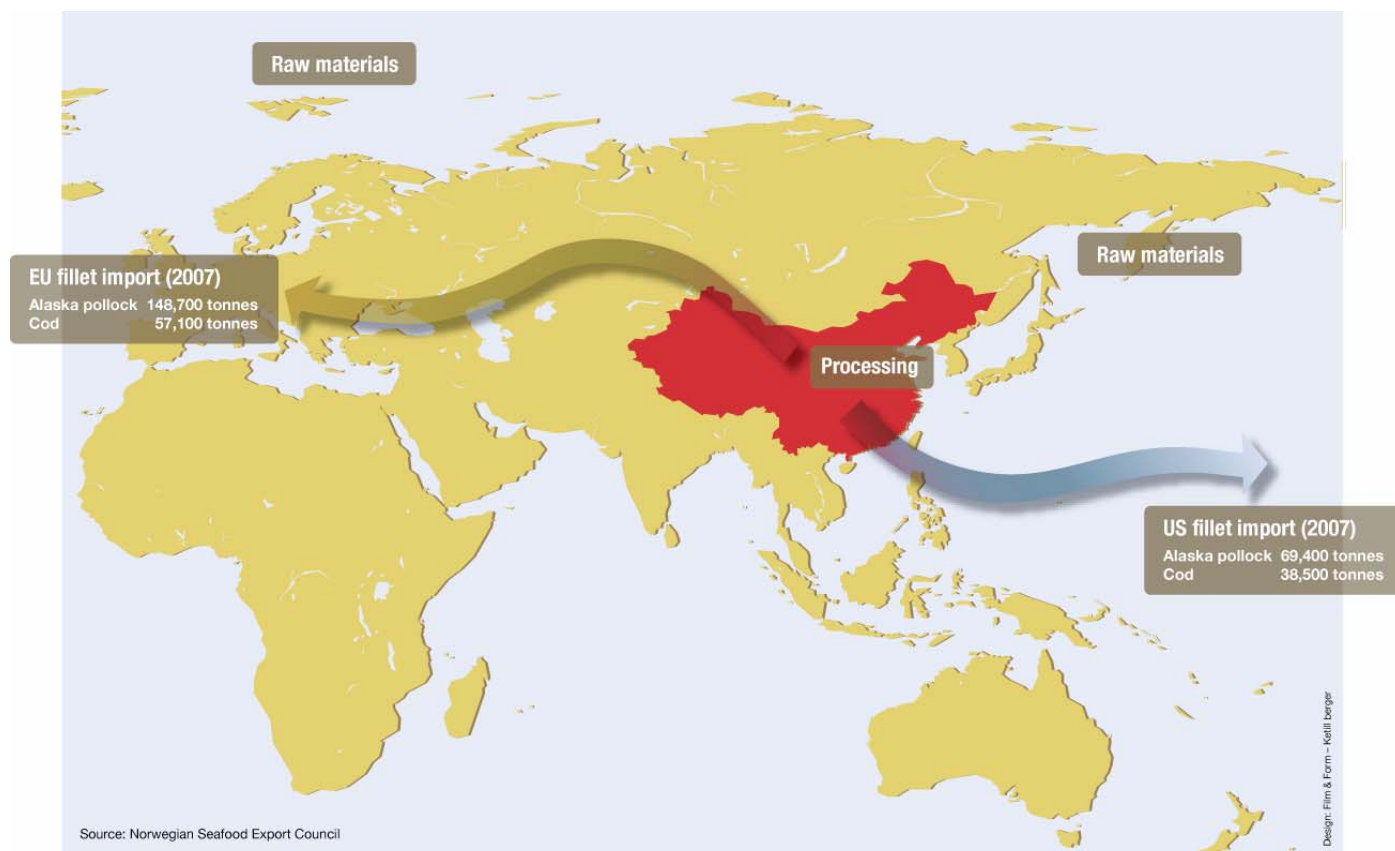 Raw materials
Raw materials
EU fillet import (2007)
Alaska pollock 148,700 tonnes
Cod 57,100 tonnes
Processing
US fillet import (2007)
Alaska pollock 69,400 tonnes
Cod 38,500 tonnes
Source: Norwegian Seafood Export Council
Design: Film & Form – Ketill berger